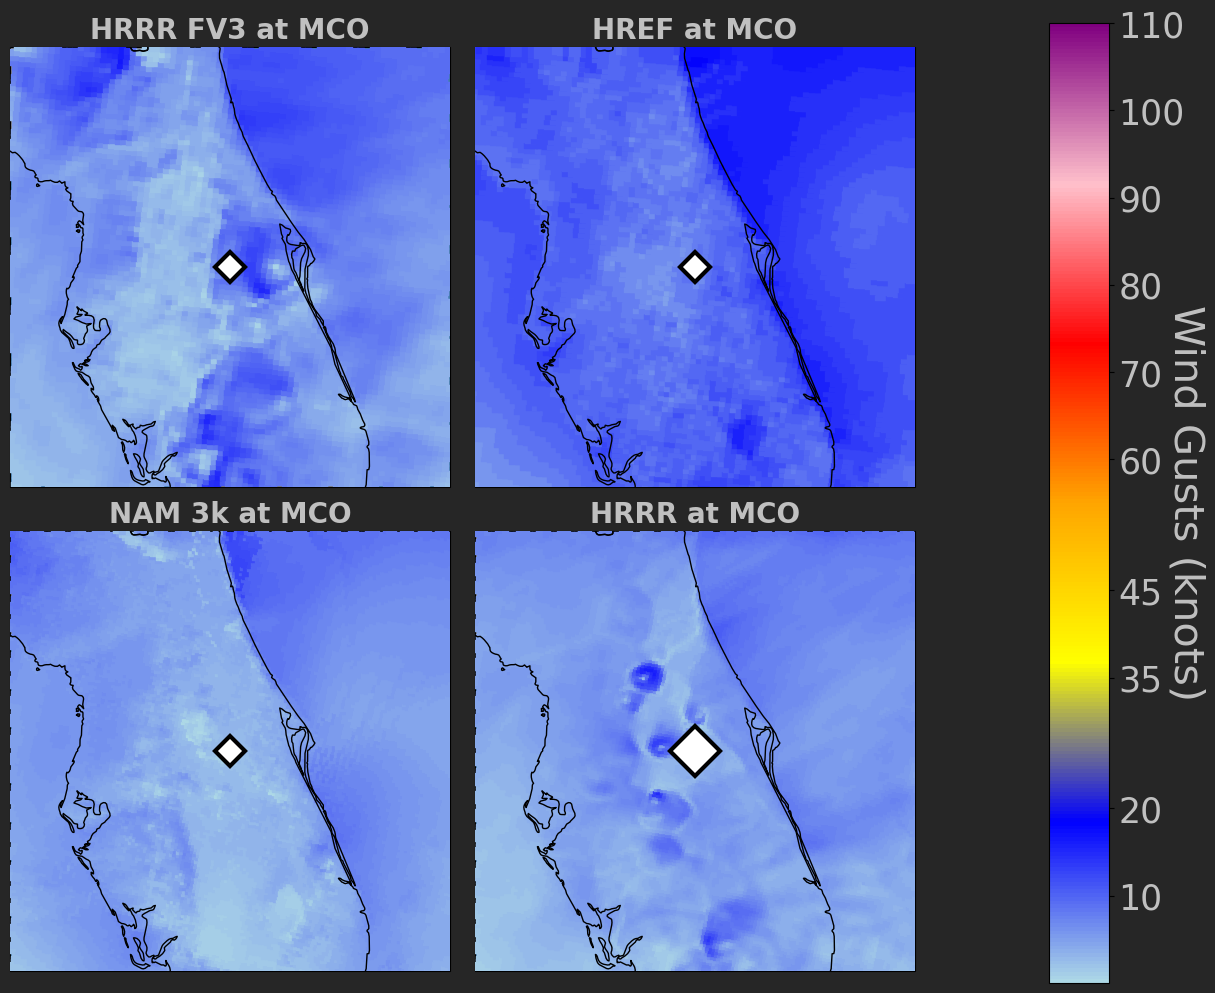 HRRR FV3 at MCO
HREF at MCO
NAM 3k at MCO
HRRR at MCO
110
100
90
80
70
60
45
35
20
10
Wind Gusts (knots)